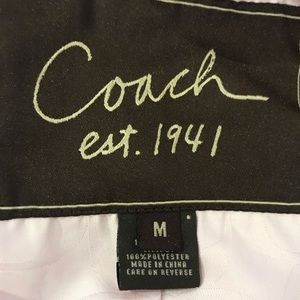 Coach
est. 1941
M
100% POLYESTER
MADE IN CHINA
CARE ON REVERSE